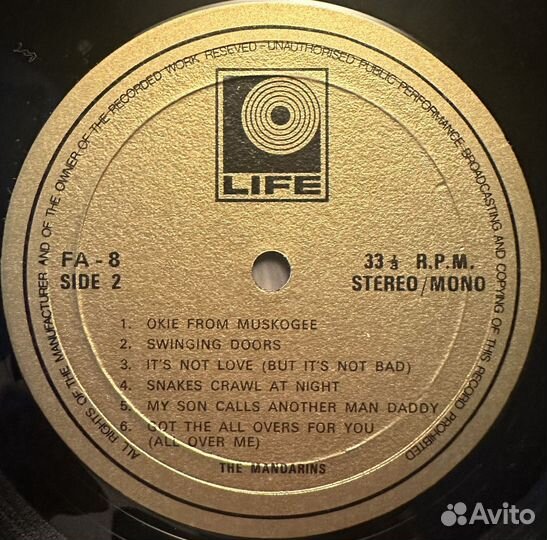 ALL RIGHTS OF THE MANUFACTURER AND OF THE OWNER OF THE RECORDED WORK RESEVED - UNAUTHORISED PUBLIC PERFORMANCE BROADCASTING AND COPYING OF THIS RECORD PROHIBITED
LIFE
FA - 8
SIDE 2
33 1/3 R.P.M.
STEREO/MONO
1. OKIE FROM MUSKOGEE
2. SWINGING DOORS
3. IT'S NOT LOVE (BUT IT'S NOT BAD)
4. SNAKES CRAWL AT NIGHT
5. MY SON CALLS ANOTHER MAN DADDY
6. GOT THE ALL OVERS FOR YOU
(ALL OVER ME)
THE MANDARINS
Avito